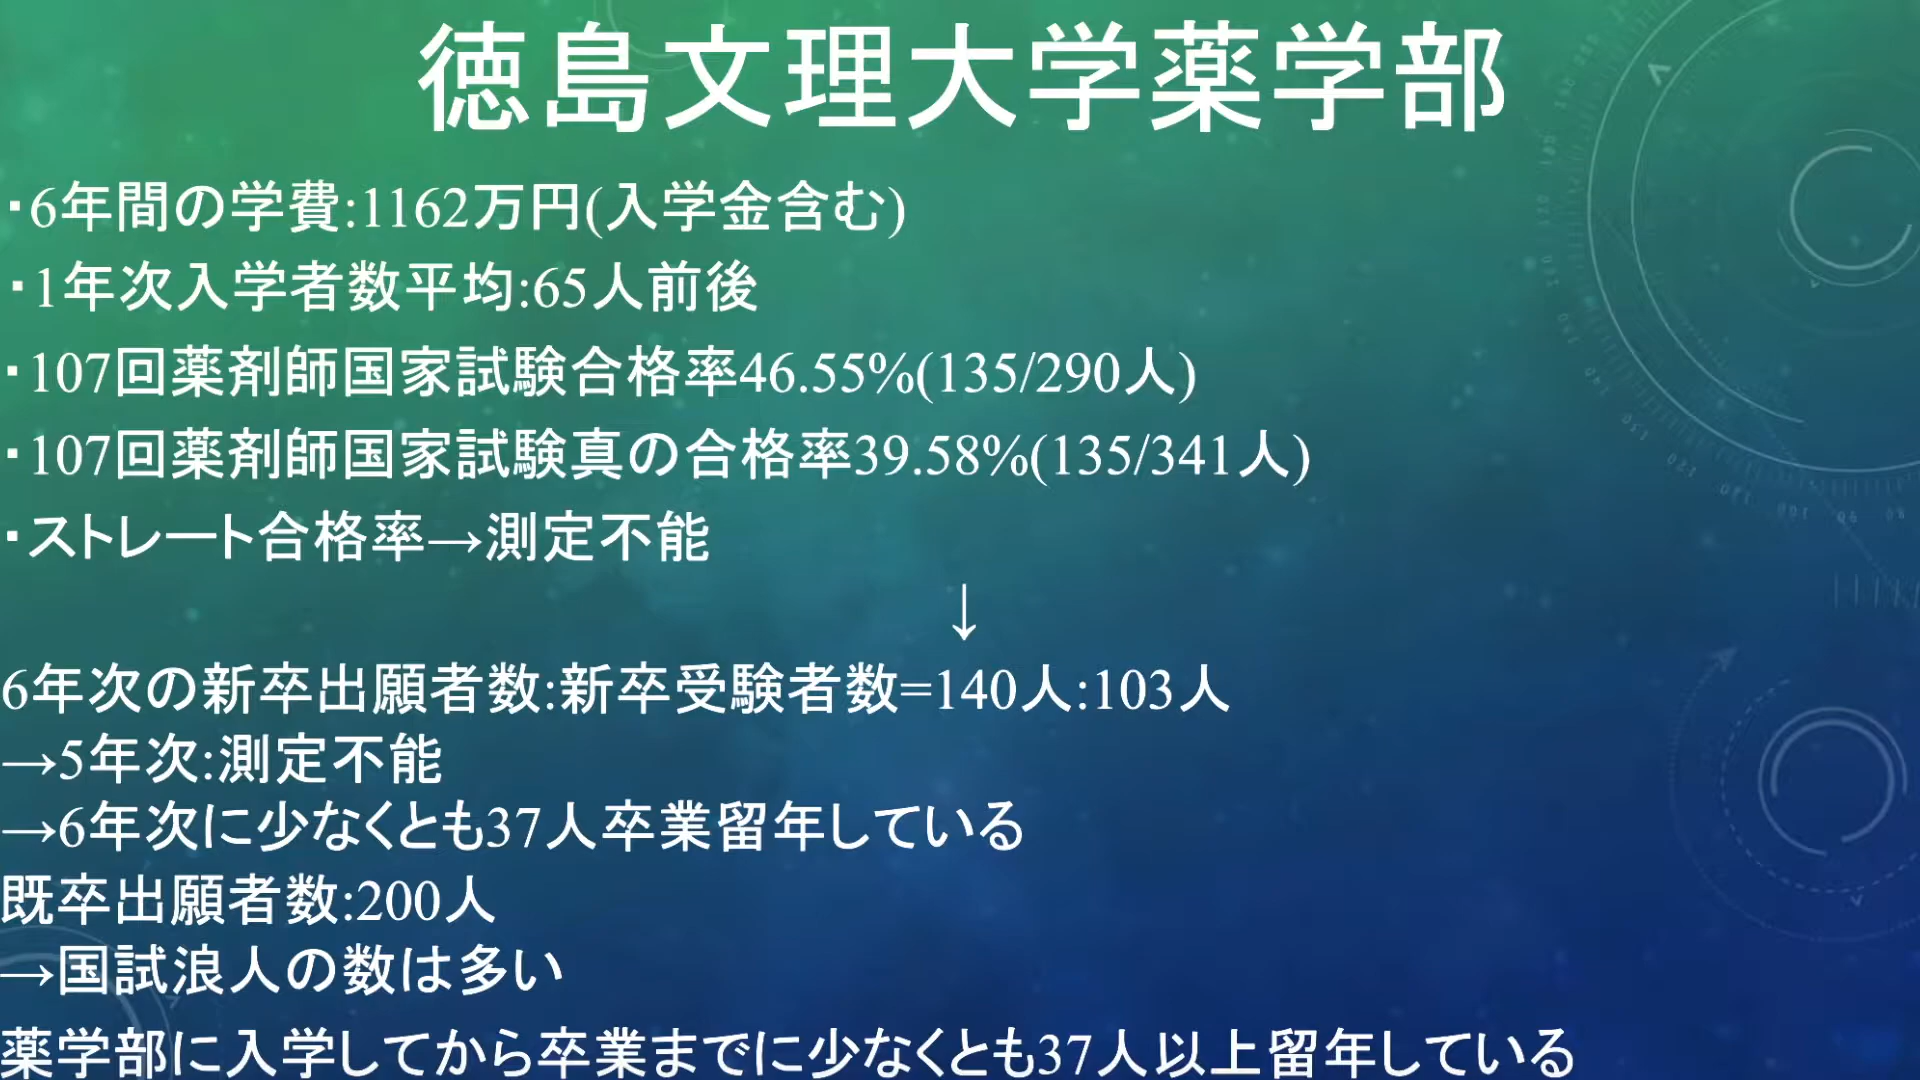 徳島文理大学薬学部
・6年間の学費:1162万円(入学金含む)
・1年次入学者数平均:65人前後
・107回薬剤師国家試験合格率46.55%(135/290人)
・107回薬剤師国家試験真の合格率39.58%(135/341人)
・ストレート合格率→測定不能
↓
6年次の新卒出願者数:新卒受験者数=140人:103人
→5年次:測定不能
→6年次に少なくとも37人卒業留年している
既卒出願者数:200人
→国試浪人の数は多い
薬学部に入学してから卒業までに少なくとも37人以上留年している